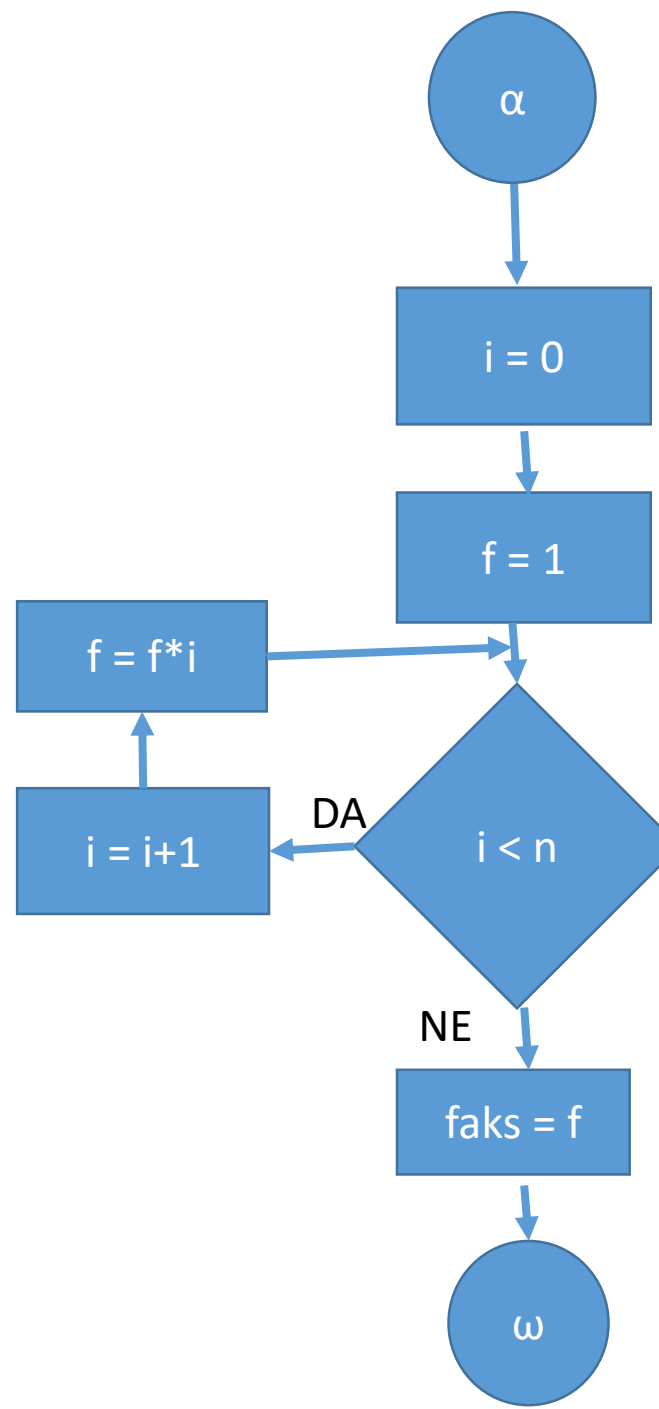 α
i = 0
f = 1
f = f*i
DA
i = i+1
i < n
NE
faks = f
ω